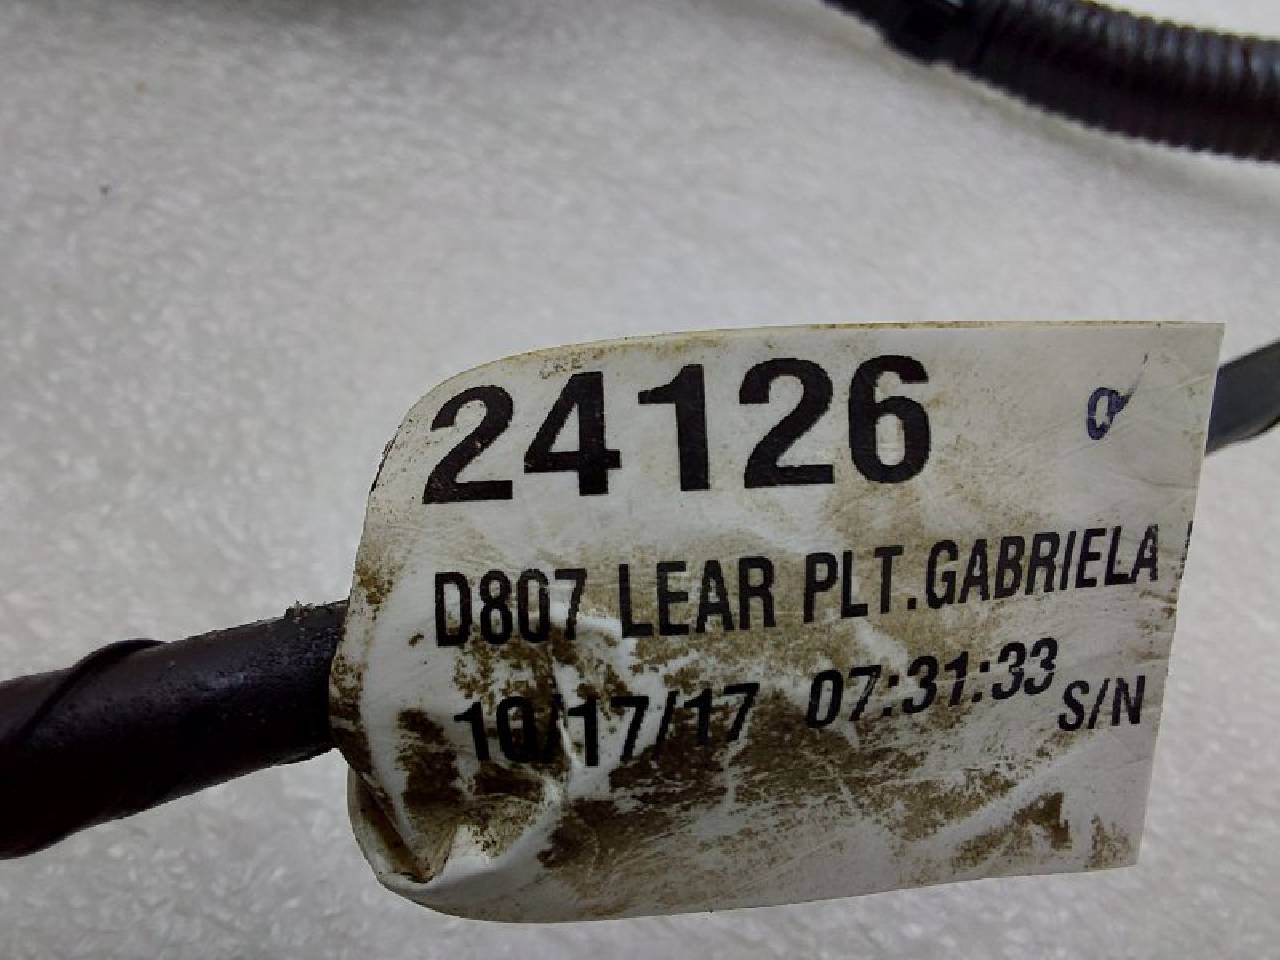 24126
D807 LEAR PLT.GABRIELA
10/17/17 07:31:33 S/N